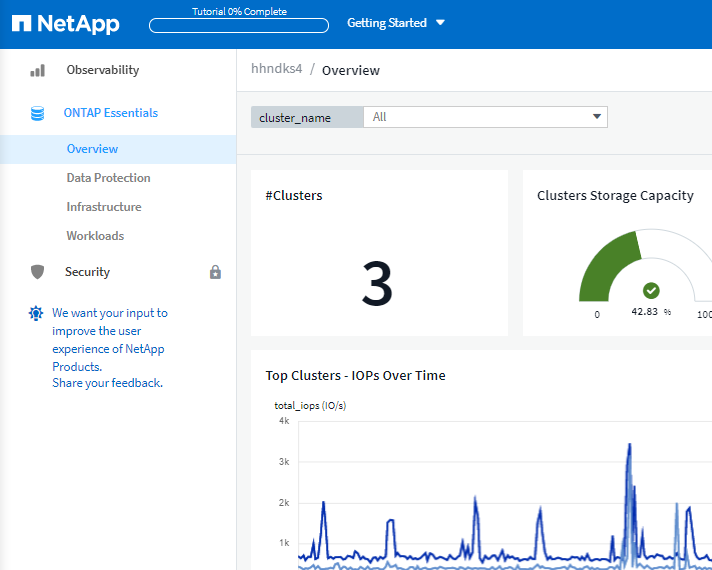 NetApp
Tutorial 0% Complete
Getting Started
Observability
ONTAP Essentials
Overview
Data Protection
Infrastructure
Workloads
Security
We want your input to
improve the user
experience of NetApp
Products.
Share your feedback.
hhndks4 / Overview
cluster_name All
#Clusters
3
Clusters Storage Capacity
0 42.83 % 100
Top Clusters - IOPs Over Time
total_iops (IO/s)
4k
3k
2k
1k